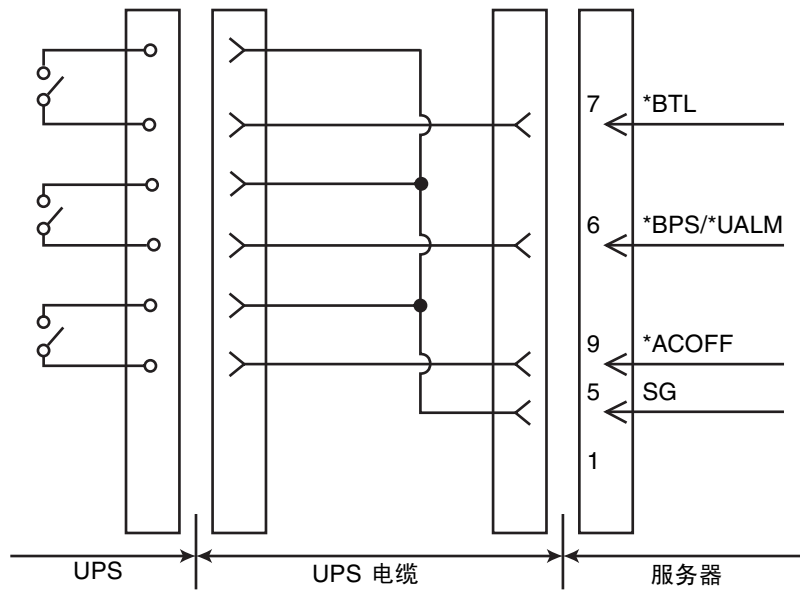 7 *BTL
6 *BPS/*UALM
9 *ACOFF
5 SG
1
UPS UPS 电缆 服务器